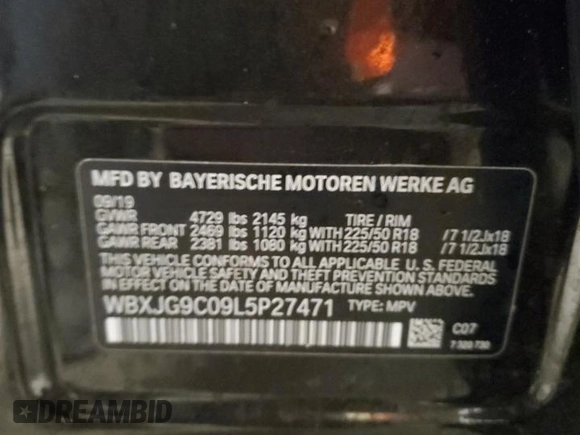 MFD BY BAYERISCHE MOTOREN WERKE AG
09/19
GVWR 4729 lbs 2145 kg TIRE / RIM
GAWR FRONT 2469 lbs 1120 kg WITH 225/50 R18 /7 1/2Jx18
GAWR REAR 2381 lbs 1080 kg WITH 225/50 R18 /7 1/2Jx18
THIS VEHICLE CONFORMS TO ALL APPLICABLE U. S. FEDERAL
MOTOR VEHICLE SAFETY AND THEFT PREVENTION STANDARDS
IN EFFECT ON THE DATE OF MANUFACTURE SHOWN ABOVE.
WBXJG9C09L5P27471 TYPE: MPV
C07
7 320 730
DREAMBID